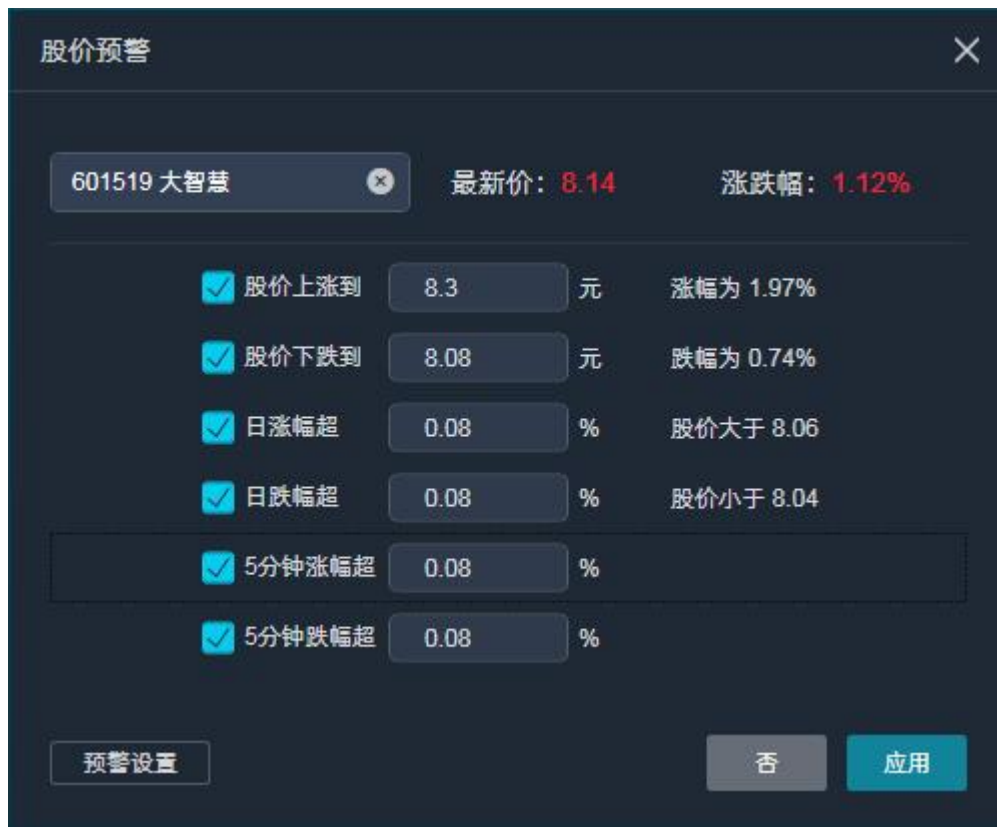 股价预警
601519 大智慧 最新价：8.14 涨跌幅：1.12%
股价上涨到 8.3 元 涨幅为 1.97%
股价下跌到 8.08 元 跌幅为 0.74%
日涨幅超 0.08 % 股价大于 8.06
日跌幅超 0.08 % 股价小于 8.04
5分钟涨幅超 0.08 %
5分钟跌幅超 0.08 %
预警设置 否 应用